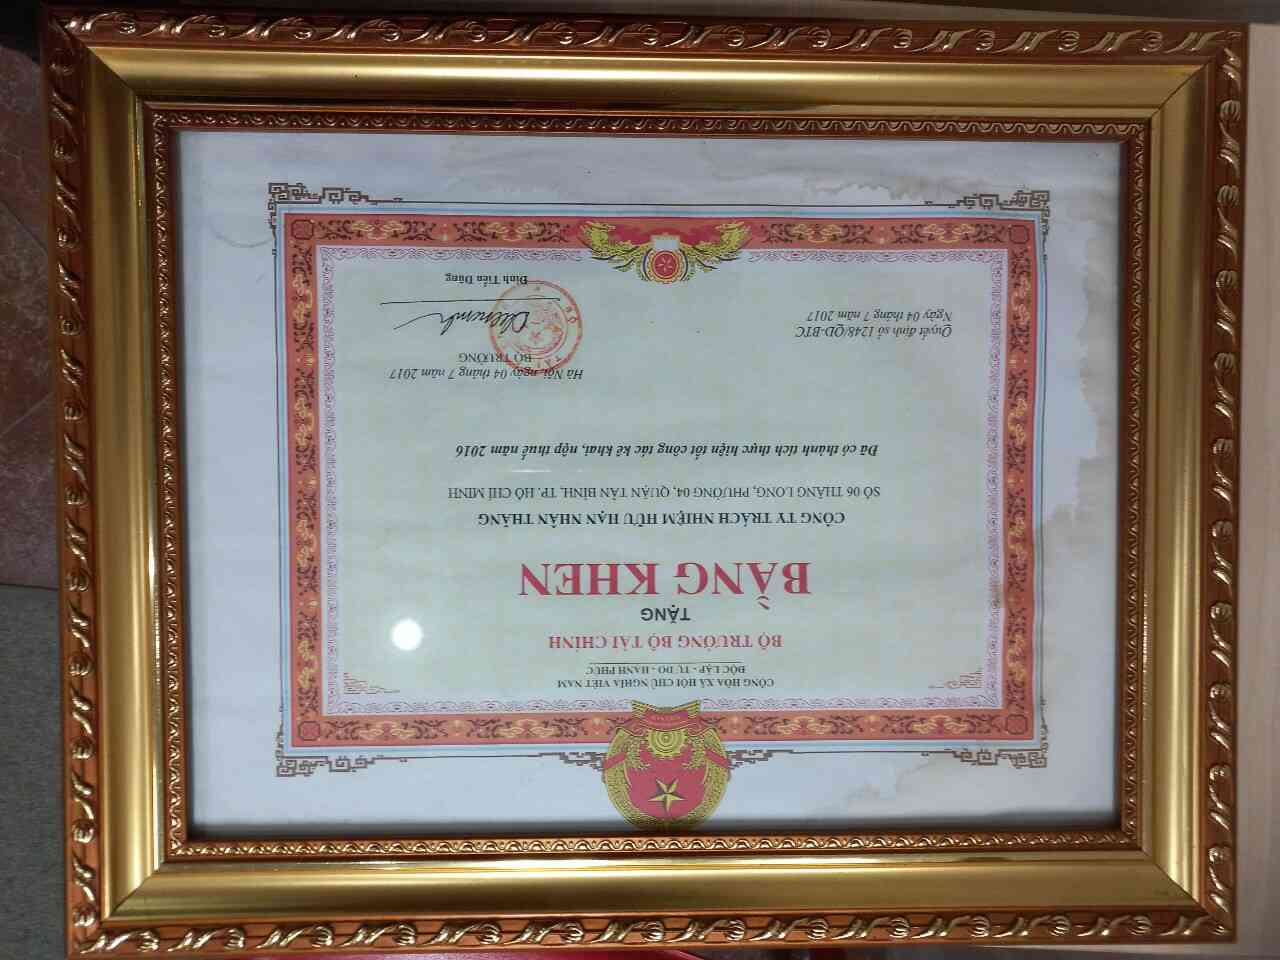 CỘNG HÒA XÃ HỘI CHỦ NGHĨA VIỆT NAM
ĐỘC LẬP - TỰ DO - HẠNH PHÚC
BỘ TRƯỞNG BỘ TÀI CHÍNH
TẶNG
BẰNG KHEN
CÔNG TY TRÁCH NHIỆM HỮU HẠN NHÂN THĂNG
SỐ 06 THĂNG LONG, PHƯỜNG 04, QUẬN TÂN BÌNH, TP. HỒ CHÍ MINH
Đã có thành tích thực hiện tốt công tác kê khai, nộp thuế năm 2016
Hà Nội, ngày 04 tháng 7 năm 2017
BỘ TRƯỞNG
Quyết định số 1248/QĐ-BTC
Ngày 04 tháng 7 năm 2017
Đinh Tiến Dũng